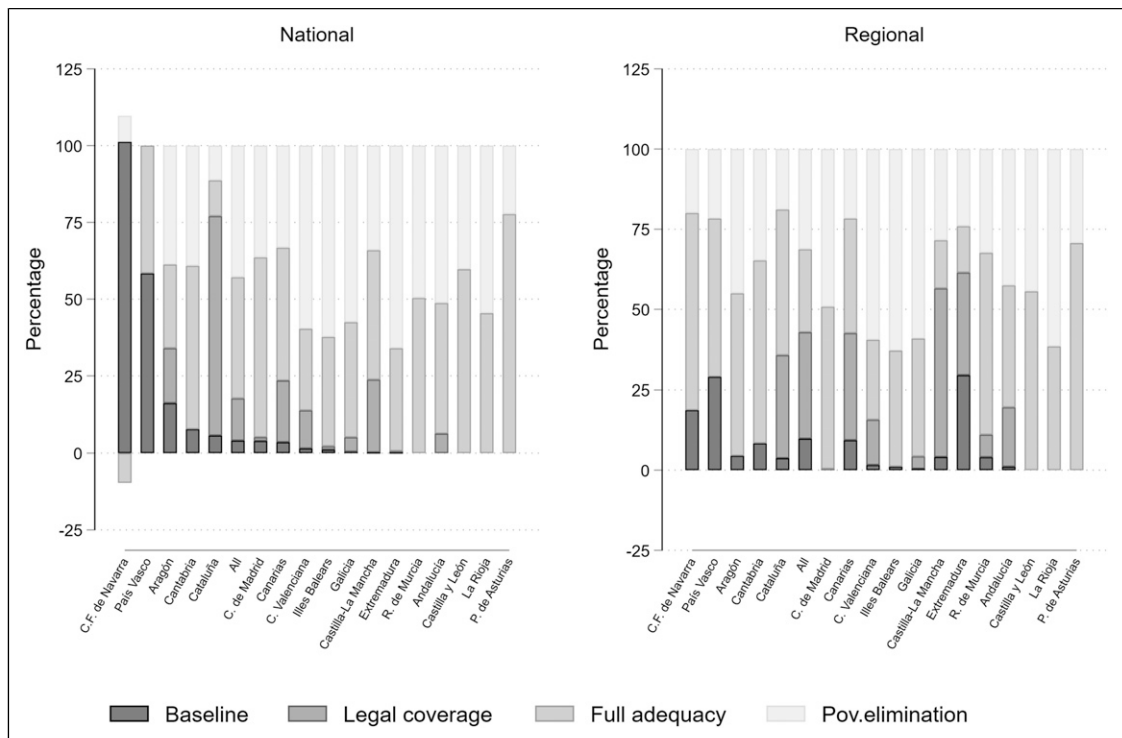 National
Regional
125
100
75
50
25
0
-25
Percentage
C.F. de Navarra
País Vasco
Aragón
Cantabria
Cataluña
All
C. de Madrid
Canarias
C. Valenciana
Illes Balears
Galicia
Castilla-La Mancha
Extremadura
R. de Murcia
Andalucía
Castilla y León
La Rioja
P. de Asturias
125
100
75
50
25
0
-25
Percentage
C.F. de Navarra
País Vasco
Aragón
Cantabria
Cataluña
All
C. de Madrid
Canarias
C. Valenciana
Illes Balears
Galicia
Castilla-La Mancha
Extremadura
R. de Murcia
Andalucía
Castilla y León
La Rioja
P. de Asturias
Baseline Legal coverage Full adequacy Pov.elimination